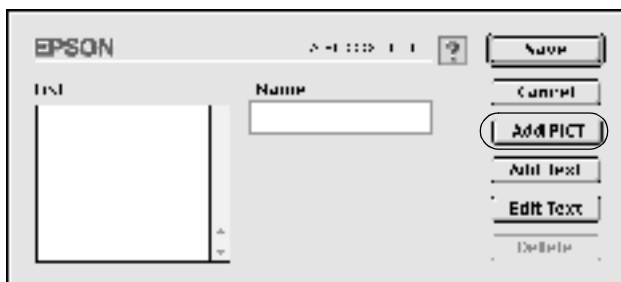 EPSON
? Save
List Name Cancel
Add PICT
Add Text
Edit Text
Delete